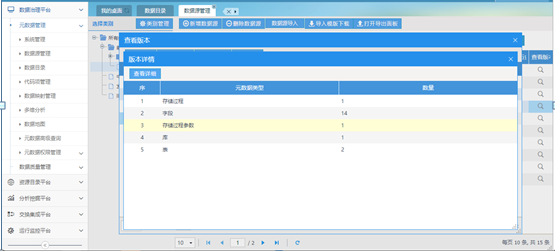 数据治理平台
元数据管理
系统管理
数据源管理
数据目录
代码项管理
数据映射管理
多维分析
数据地图
元数据高级查询
元数据权限管理
数据质量管理
资源目录平台
分析挖掘平台
交换集成平台
运行监控平台
我的桌面 数据目录 数据源管理
选择类别 类别管理 新增数据源 删除数据源 数据源导入 导入模板下载 打开导出面板
查看版本
版本详情
查看详细
序 元数据类型 数量
1 存储过程 1
2 字段 14
3 存储过程参数 1
4 库 1
5 表 2
10 1 / 2 每页 10 条, 共 15 条